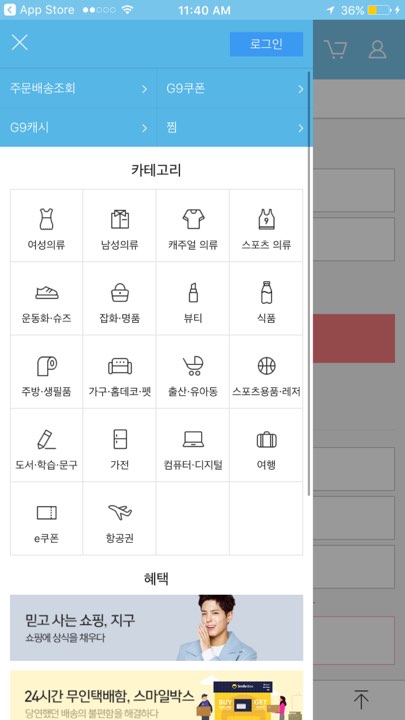 App Store
11:40 AM
36%
로그인
주문배송조회
G9쿠폰
G9캐시
찜
카테고리
여성의류
남성의류
캐주얼 의류
스포츠 의류
운동화·슈즈
잡화·명품
뷰티
식품
주방·생필품
가구·홈데코·펫
출산·유아동
스포츠용품·레저
도서·학습·문구
가전
컴퓨터·디지털
여행
e쿠폰
항공권
혜택
믿고 사는 쇼핑, 지구
쇼핑에 상식을 채우다
24시간 무인택배함, 스마일박스
당연했던 배송의 불편함을 해결하다
BUY
GET